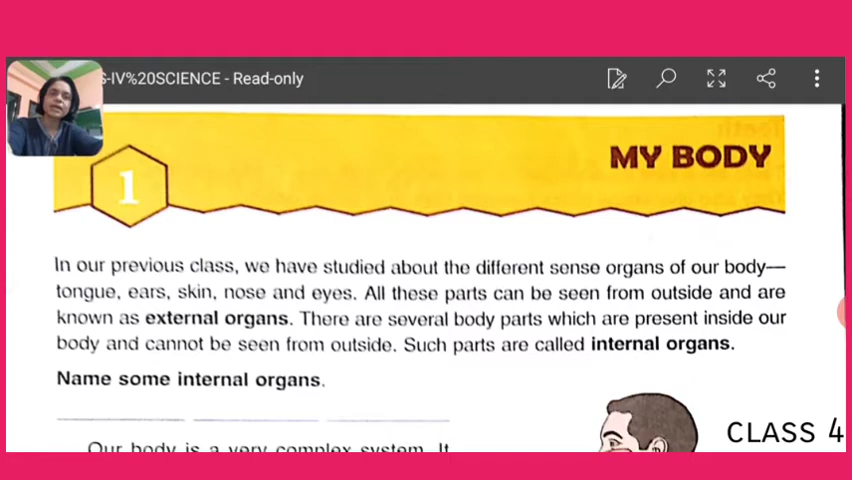 S-IV%20SCIENCE - Read-only
1
MY BODY
In our previous class, we have studied about the different sense organs of our body—
tongue, ears, skin, nose and eyes. All these parts can be seen from outside and are
known as external organs. There are several body parts which are present inside our
body and cannot be seen from outside. Such parts are called internal organs.
Name some internal organs.
Our body is a very complex system. It
CLASS 4